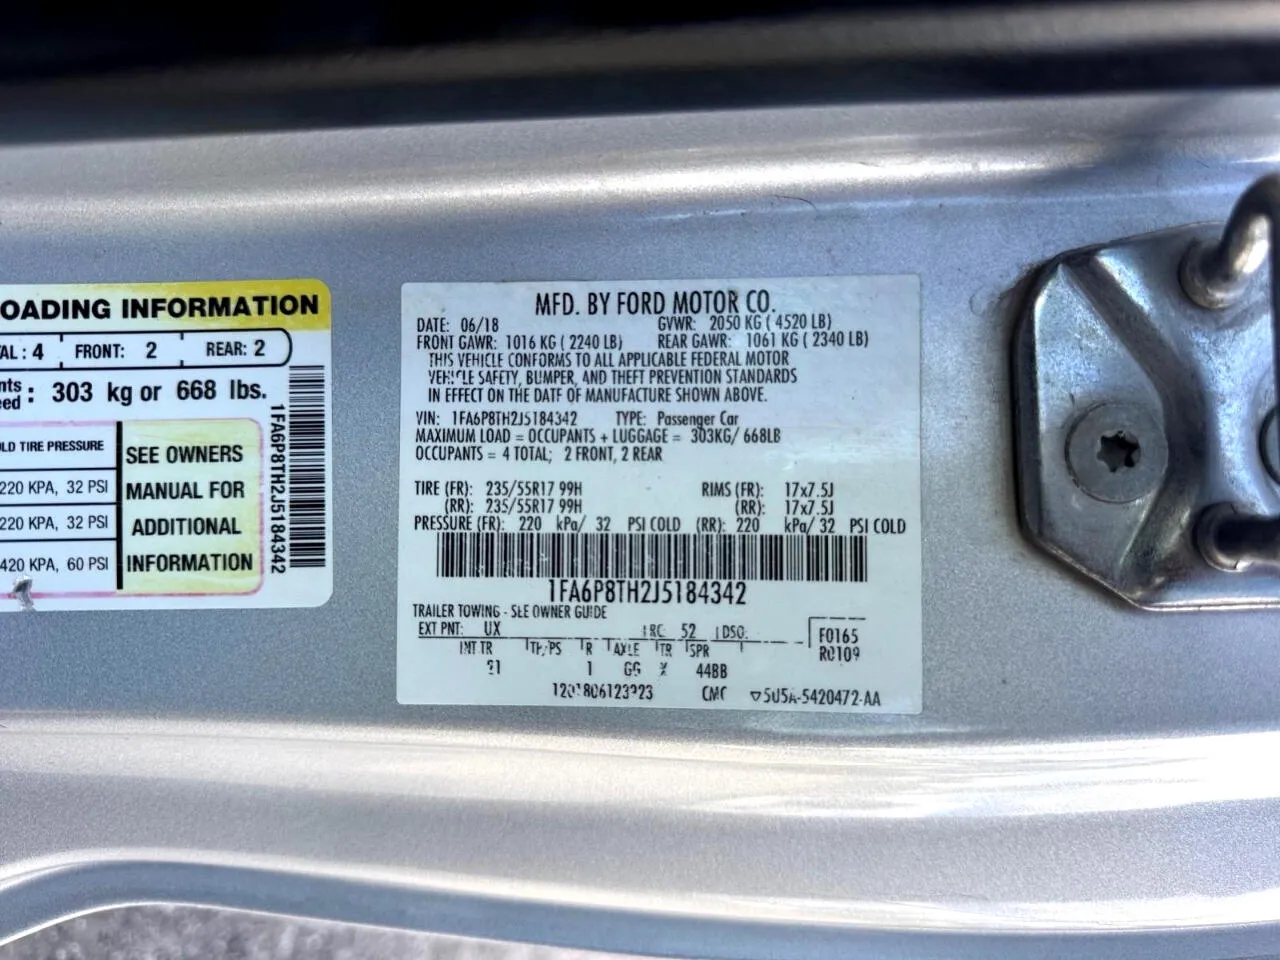 OADING INFORMATION
AL: 4 FRONT: 2 REAR: 2
nts
eed : 303 kg or 668 lbs.
LD TIRE PRESSURE
220 KPA, 32 PSI
220 KPA, 32 PSI
420 KPA, 60 PSI
SEE OWNERS
MANUAL FOR
ADDITIONAL
INFORMATION
1FA6P8TH2J5184342
MFD. BY FORD MOTOR CO.
DATE: 06/18 GVWR: 2050 KG ( 4520 LB)
FRONT GAWR: 1016 KG ( 2240 LB) REAR GAWR: 1061 KG ( 2340 LB)
THIS VEHICLE CONFORMS TO ALL APPLICABLE FEDERAL MOTOR
VEHICLE SAFETY, BUMPER, AND THEFT PREVENTION STANDARDS
IN EFFECT ON THE DATE OF MANUFACTURE SHOWN ABOVE.
VIN: 1FA6P8TH2J5184342 TYPE: Passenger Car
MAXIMUM LOAD = OCCUPANTS + LUGGAGE = 303KG/ 668LB
OCCUPANTS = 4 TOTAL; 2 FRONT, 2 REAR
TIRE (FR): 235/55R17 99H RIMS (FR): 17x7.5J
(RR): 235/55R17 99H (RR): 17x7.5J
PRESSURE (FR): 220 kPa/ 32 PSI COLD (RR): 220 kPa/ 32 PSI COLD
1FA6P8TH2J5184342
TRAILER TOWING - SEE OWNER GUIDE
EXT PNT: UX RC: 52 DSO: F0165
INT TR TP/PS R AXLE TR SPR R0109
1 GG X 44BB
CMC 5U5A-5420472-AA